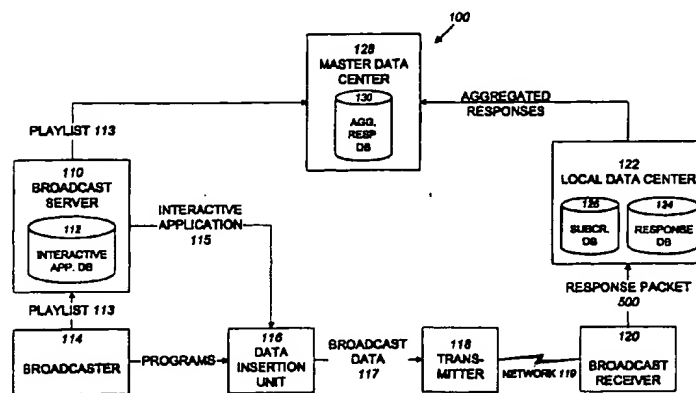 100
128
MASTER DATA
CENTER
130
AGG.
RESP
DB
PLAYLIST 113
AGGREGATED
RESPONSES
110
BROADCAST
SERVER
112
INTERACTIVE
APP. DB
INTERACTIVE
APPLICATION
115
122
LOCAL DATA CENTER
SUBCR.
DB
124
RESPONSE
DB
PLAYLIST 113
RESPONSE PACKET
500
114
BROADCASTER
PROGRAMS
116
DATA
INSERTION
UNIT
BROADCAST
DATA
117
118
TRANS-
MITTER
NETWORK 119
120
BROADCAST
RECEIVER